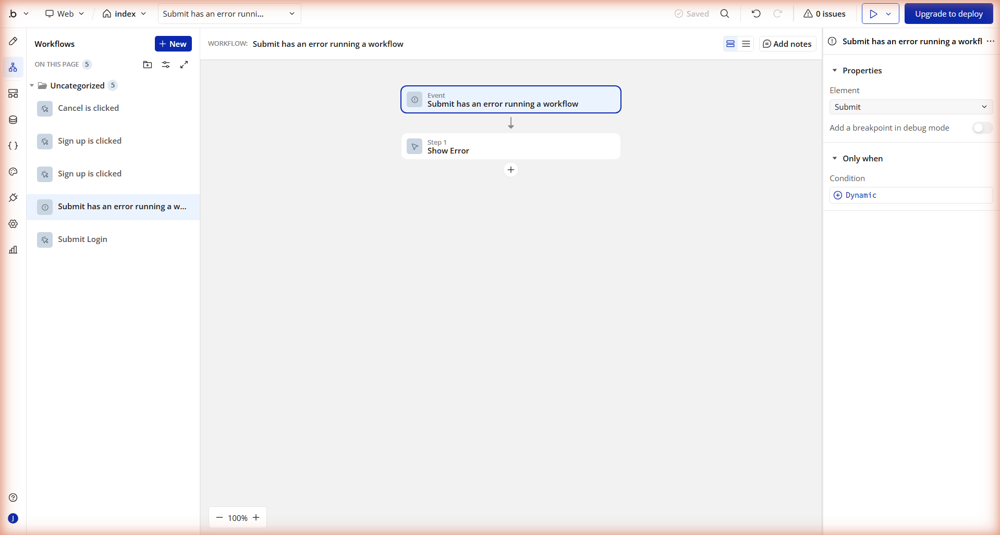 .b
Web
index
Submit has an error runni...
Saved
0 issues
Upgrade to deploy
Workflows
New
ON THIS PAGE 5
Uncategorized 5
Cancel is clicked
Sign up is clicked
Sign up is clicked
Submit has an error running a w...
Submit Login
J
WORKFLOW: Submit has an error running a workflow
Add notes
Event
Submit has an error running a workflow
Step 1
Show Error
100%
Submit has an error running a workfl
Properties
Element
Submit
Add a breakpoint in debug mode
Only when
Condition
Dynamic